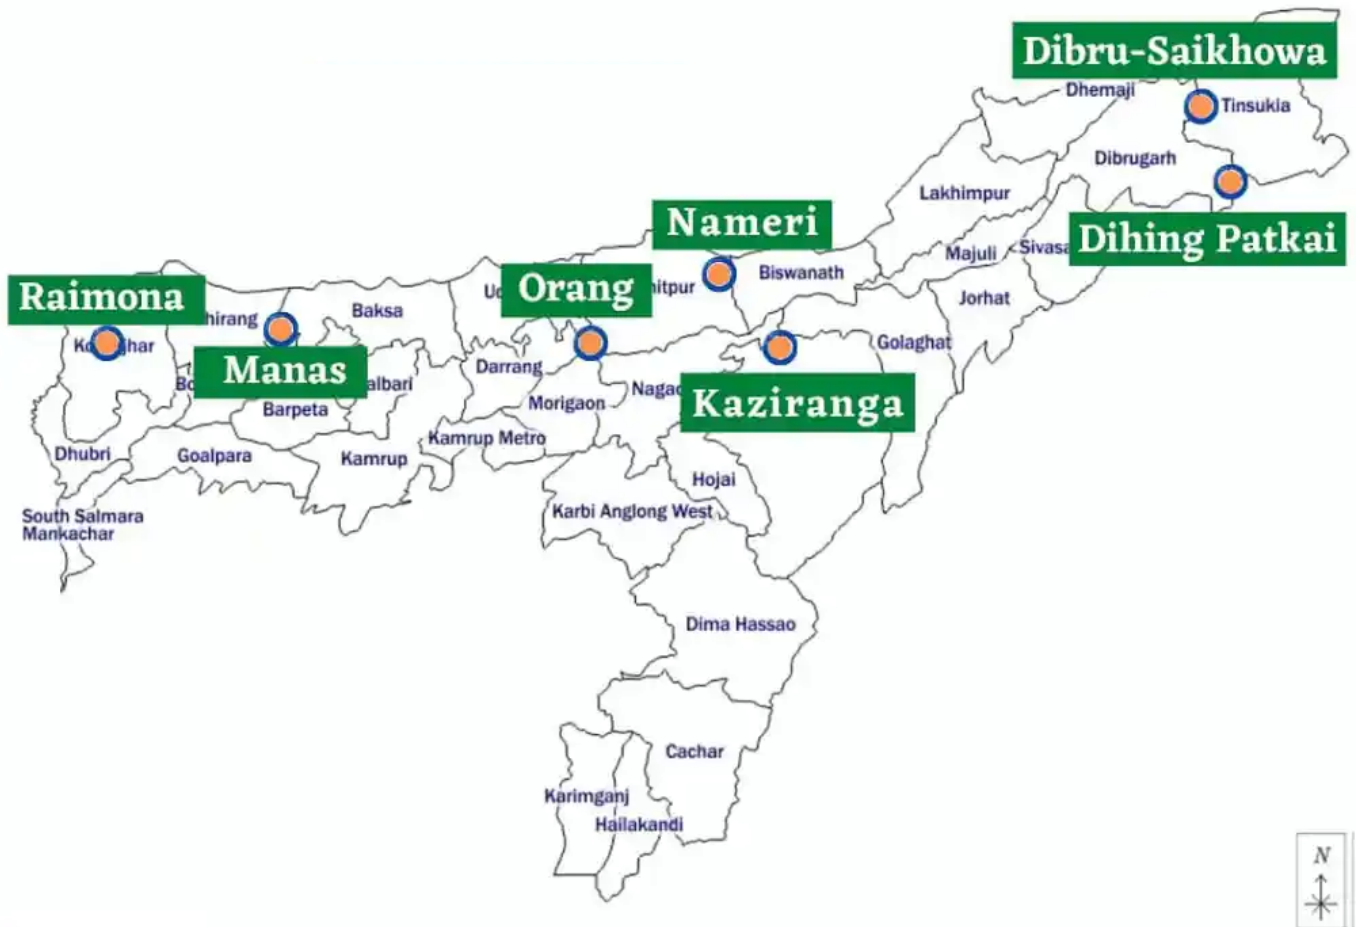 Dibru-Saikhowa
Dhemaji
Tinsukia
Dibrugarh
Lakhimpur
Nameri
Dihing Patkai
Majuli
Biswanath
Jorhat
Raimona
Orang
Baksa
Manas
Golaghat
Darrang
Kaziranga
Morigaon
Barpeta
Kamrup Metro
Dhubri
Goalpara
Kamrup
Hojai
South Salmara
Mankachar
Karbi Anglong West
Dima Hassao
Cachar
Karimganj
Hailakandi
N